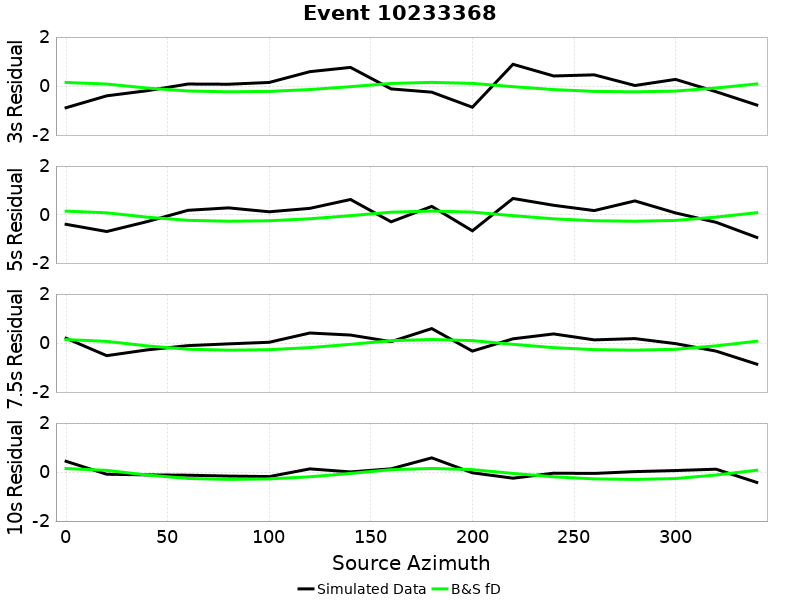 Event 10233368
3s Residual
2
0
-2
5s Residual
2
0
-2
7.5s Residual
2
0
-2
10s Residual
2
0
-2
0 50 100 150 200 250 300
Source Azimuth
Simulated Data B&S fD